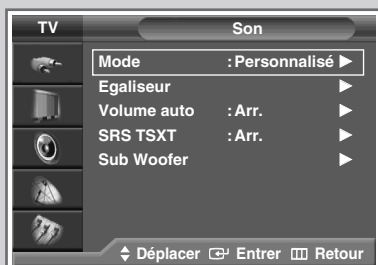 TV
Son
Mode : Personnalisé ▶
Egaliseur ▶
Volume auto : Arr. ▶
SRS TSXT : Arr. ▶
Sub Woofer ▶
Déplacer Entrer Retour